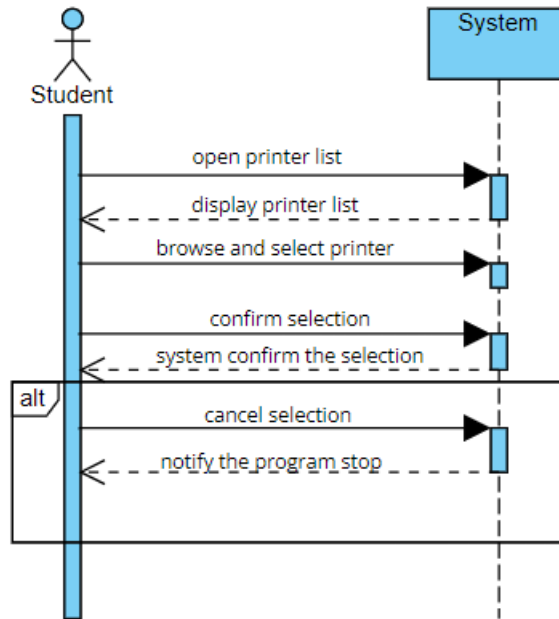 System
Student
open printer list
display printer list
browse and select printer
confirm selection
system confirm the selection
alt
cancel selection
notify the program stop